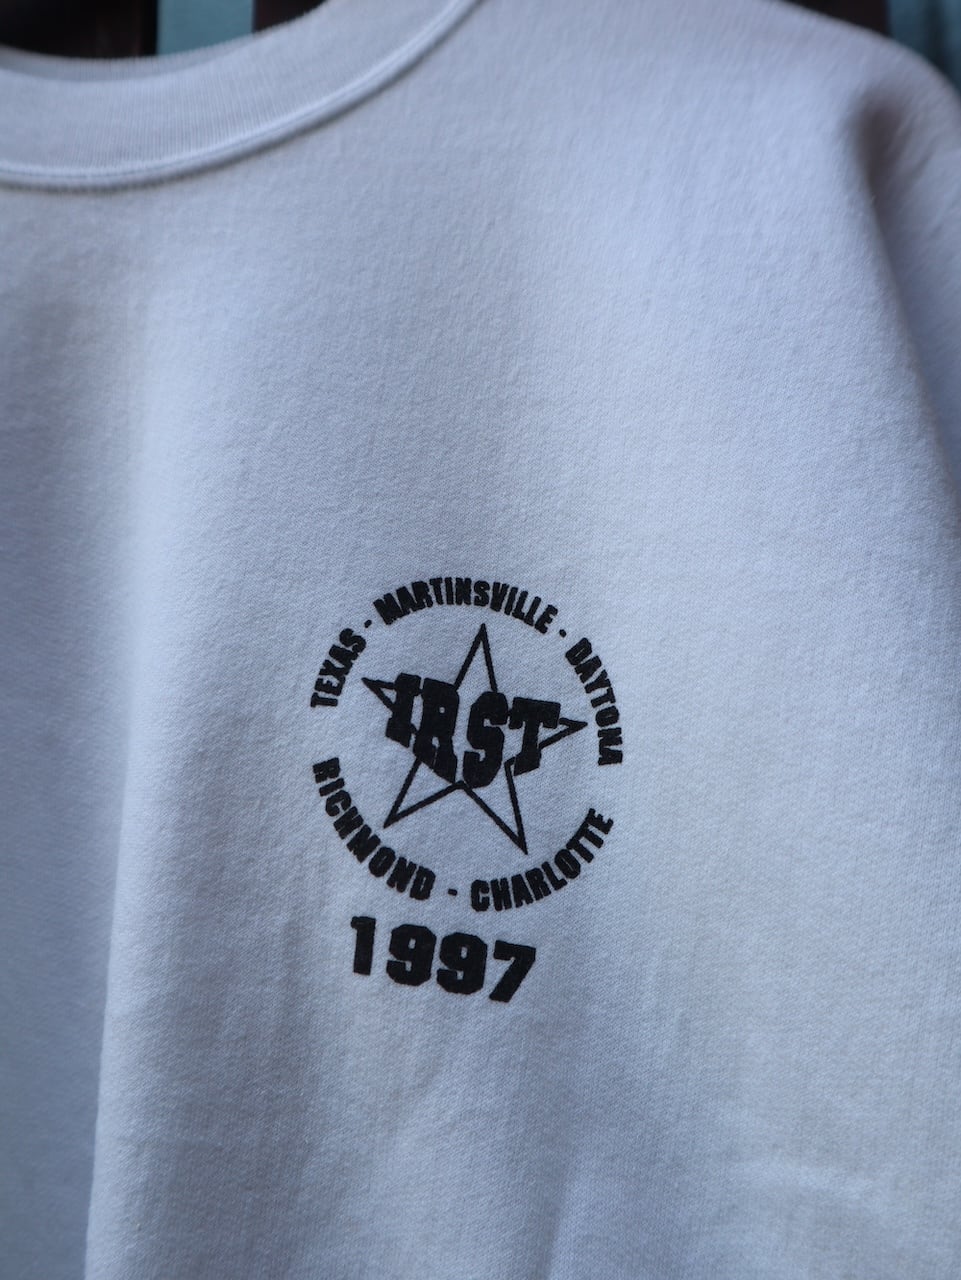 TEXAS - MARTINSVILLE - DAYTONA
IRST
RICHMOND - CHARLOTTE
1997